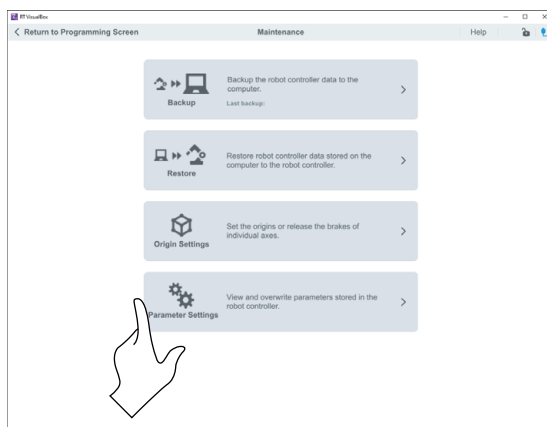 RT VisualBox
Return to Programming Screen
Maintenance
Help
Backup
Backup the robot controller data to the
computer.
Last backup:
Restore
Restore robot controller data stored on the
computer to the robot controller.
Origin Settings
Set the origins or release the brakes of
individual axes.
Parameter Settings
View and overwrite parameters stored in the
robot controller.